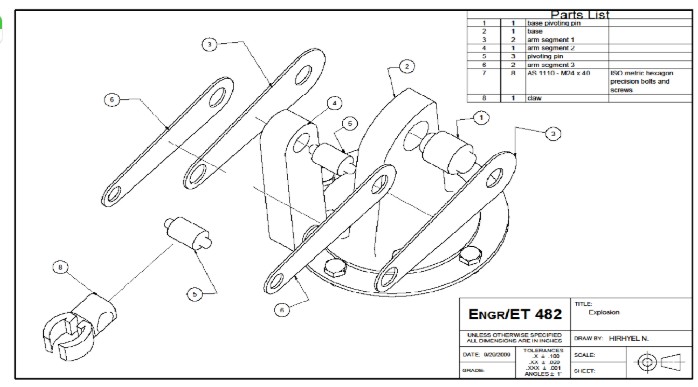 Parts List
1 1 base pivoting pin
2 1 base
3 2 arm segment 1
4 1 arm segment 2
5 3 pivoting pin
6 2 arm segment 3
7 8 AS 1110 - M24 x 40 ISO metric hexagon
precision bolts and
screws
8 1 claw
3
2
6
4
5
1
3
8
5
6
ENGR/ET 482
TITLE:
Explosion
UNLESS OTHERWISE SPECIFIED
ALL DIMENSIONS ARE IN INCHES
DRAW BY: HIRHYEL N.
DATE: 9/20/2009
TOLERANCES
.X ± .100
.XX ± .020
.XXX ± .001
ANGLES ± 1°
SCALE:
GRADE:
SHEET: